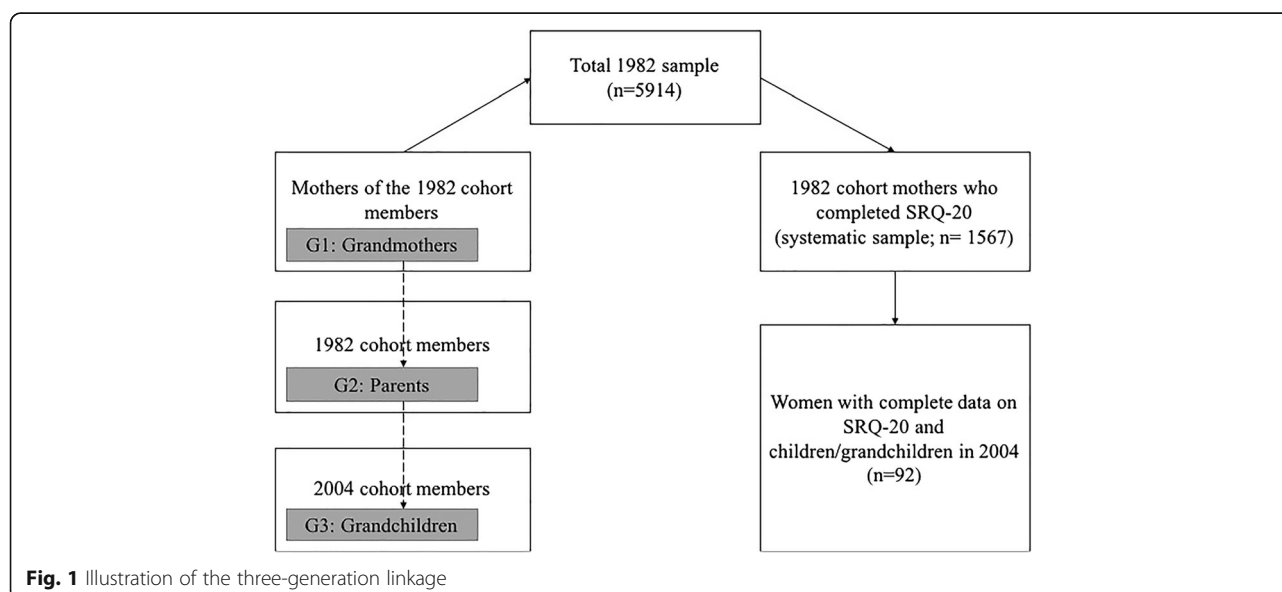 Total 1982 sample
(n=5914)
Mothers of the 1982 cohort
members
G1: Grandmothers
1982 cohort members
G2: Parents
2004 cohort members
G3: Grandchildren
1982 cohort mothers who
completed SRQ-20
(systematic sample; n= 1567)
Women with complete data on
SRQ-20 and
children/grandchildren in 2004
(n=92)
Fig. 1 Illustration of the three-generation linkage